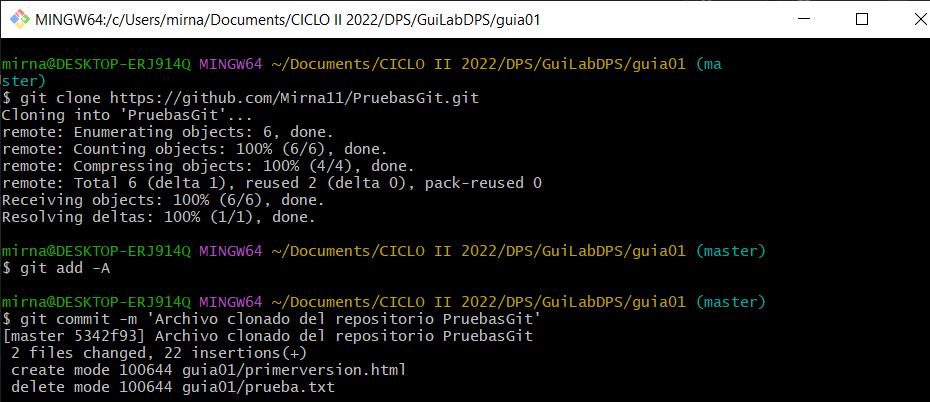 MINGW64:/c/Users/mirna/Documents/CICLO II 2022/DPS/GuiLabDPS/guia01
mirna@DESKTOP-ERJ914Q MINGW64 ~/Documents/CICLO II 2022/DPS/GuiLabDPS/guia01 (ma
ster)
$ git clone https://github.com/Mirna11/PruebasGit.git
Cloning into 'PruebasGit'...
remote: Enumerating objects: 6, done.
remote: Counting objects: 100% (6/6), done.
remote: Compressing objects: 100% (4/4), done.
remote: Total 6 (delta 1), reused 2 (delta 0), pack-reused 0
Receiving objects: 100% (6/6), done.
Resolving deltas: 100% (1/1), done.
mirna@DESKTOP-ERJ914Q MINGW64 ~/Documents/CICLO II 2022/DPS/GuiLabDPS/guia01 (master)
$ git add -A
mirna@DESKTOP-ERJ914Q MINGW64 ~/Documents/CICLO II 2022/DPS/GuiLabDPS/guia01 (master)
$ git commit -m 'Archivo clonado del repositorio PruebasGit'
[master 5342f93] Archivo clonado del repositorio PruebasGit
2 files changed, 22 insertions(+)
create mode 100644 guia01/primerversion.html
delete mode 100644 guia01/prueba.txt